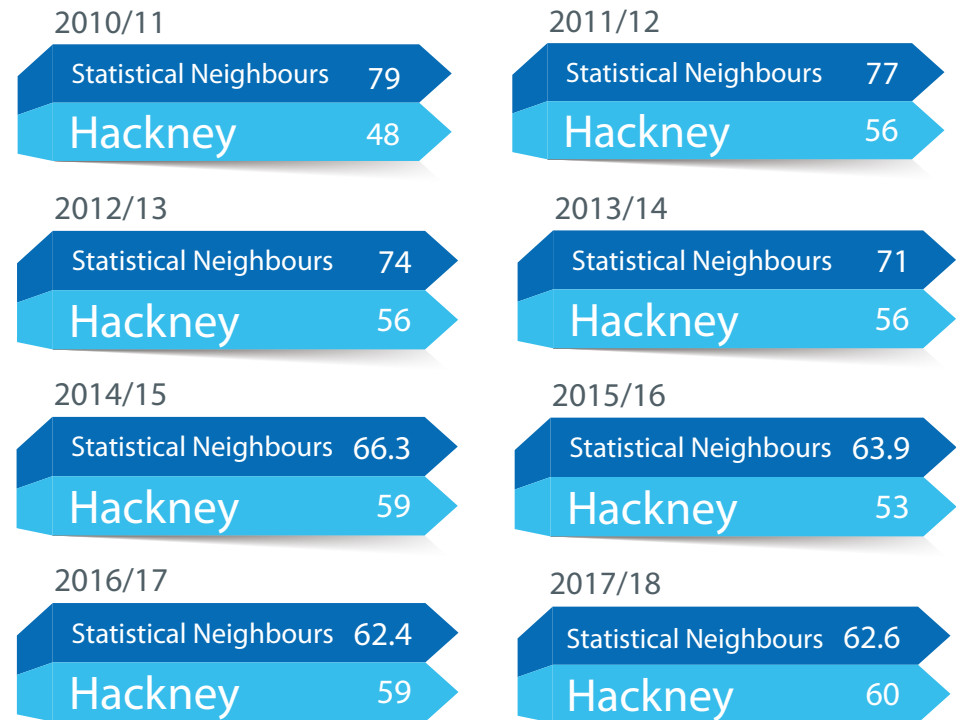 2010/11
Statistical Neighbours 79
Hackney 48
2011/12
Statistical Neighbours 77
Hackney 56
2012/13
Statistical Neighbours 74
Hackney 56
2013/14
Statistical Neighbours 71
Hackney 56
2014/15
Statistical Neighbours 66.3
Hackney 59
2015/16
Statistical Neighbours 63.9
Hackney 53
2016/17
Statistical Neighbours 62.4
Hackney 59
2017/18
Statistical Neighbours 62.6
Hackney 60